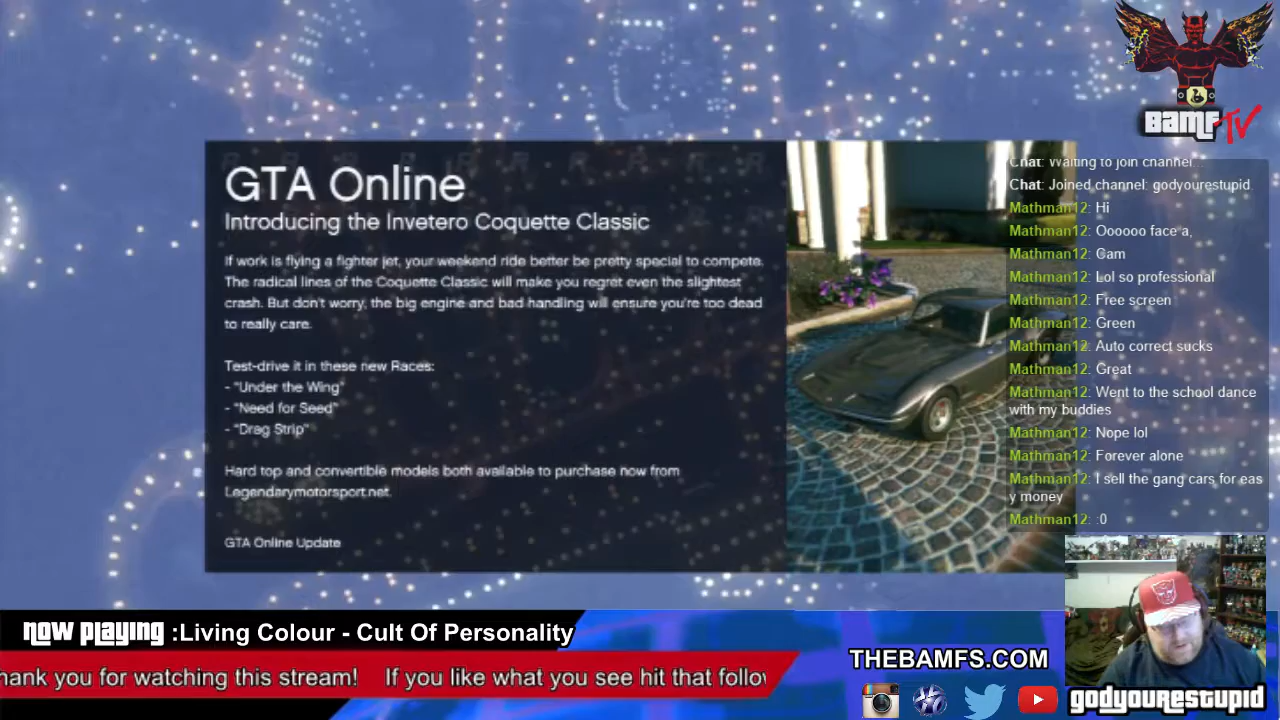 GTA Online
Introducing the Invetero Coquette Classic
If work is flying a fighter jet, your weekend ride better be pretty special to compete.
The radical lines of the Coquette Classic will make you regret even the slightest
crash. But don't worry, the big engine and bad handling will ensure you're too dead
to really care.
Test-drive it in these new Races:
- "Under the Wing"
- "Need for Seed"
- "Drag Strip"
Hard top and convertible models both available to purchase now from
Legendarymotorsport.net.
GTA Online Update
BAMF TV
Chat: Waiting to join channel...
Chat: Joined channel: godyourestupid
Mathman12: Hi
Mathman12: Oooooo face a,
Mathman12: Cam
Mathman12: Lol so professional
Mathman12: Free screen
Mathman12: Green
Mathman12: Auto correct sucks
Mathman12: Great
Mathman12: Went to the school dance
with my buddies
Mathman12: Nope lol
Mathman12: Forever alone
Mathman12: I sell the gang cars for eas
y money
Mathman12: :0
now playing :Living Colour - Cult Of Personality
hank you for watching this stream! If you like what you see hit that follow
THEBAMFS.COM
godyourestupid